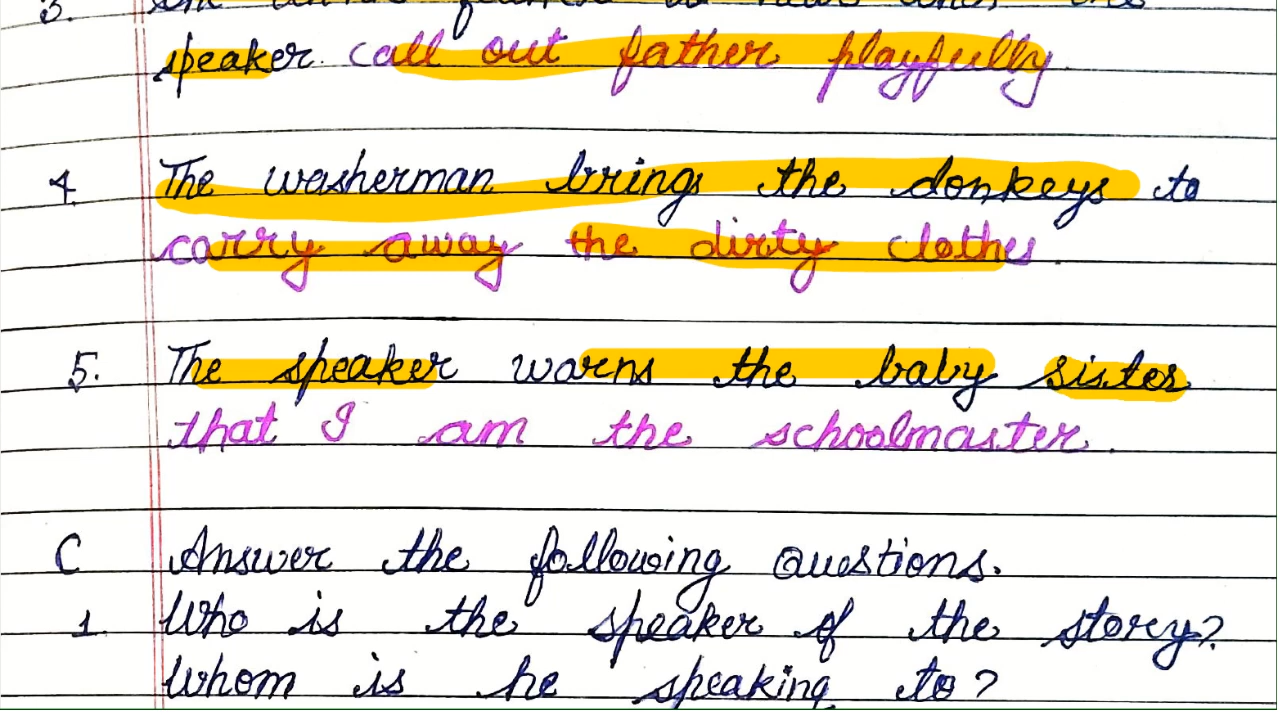 3.
speaker. call out father playfully.
4. The washerman brings the donkeys to
carry away the dirty clothes.
5. The speaker warns the baby sister
that I am the schoolmaster.
C Answer the following Questions.
1. Who is the speaker of the story?
Whom is he speaking to?